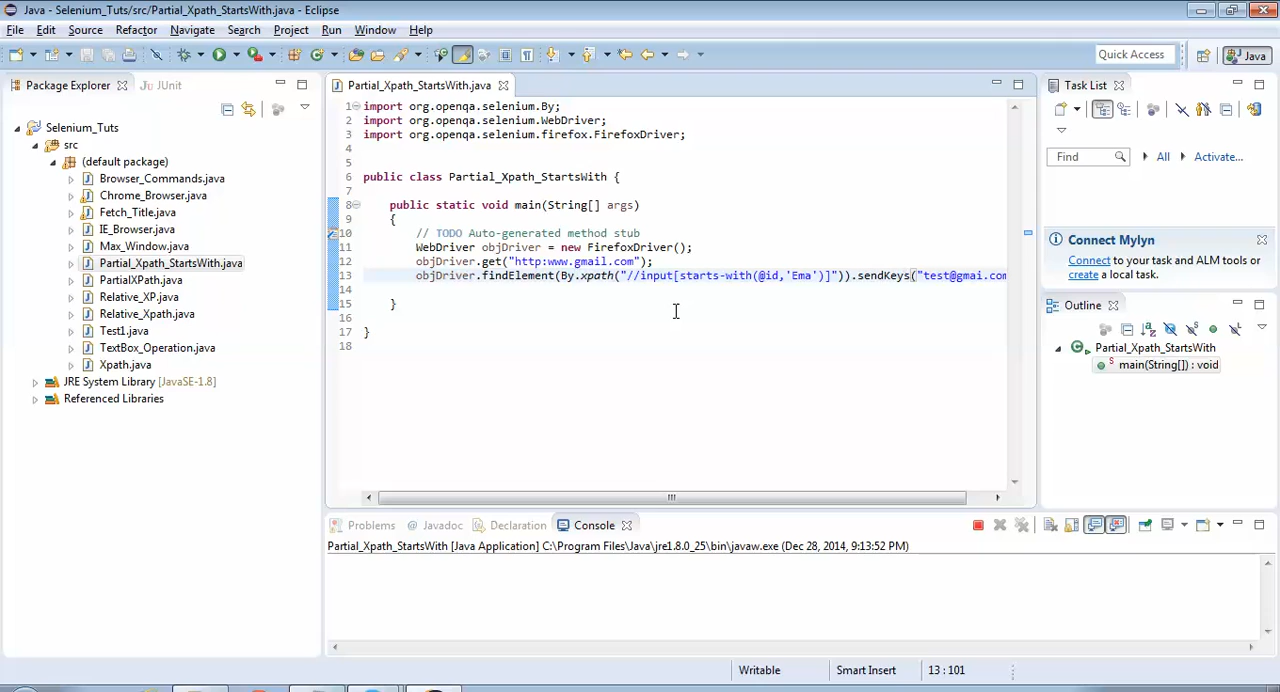 Java - Selenium_Tuts/src/Partial_Xpath_StartsWith.java - Eclipse
File Edit Source Refactor Navigate Search Project Run Window Help
Quick Access
Java
Package Explorer
JUnit
Selenium_Tuts
src
(default package)
Browser_Commands.java
Chrome_Browser.java
Fetch_Title.java
IE_Browser.java
Max_Window.java
Partial_Xpath_StartsWith.java
PartialXPath.java
Relative_XP.java
Relative_Xpath.java
Test1.java
TextBox_Operation.java
Xpath.java
JRE System Library [JavaSE-1.8]
Referenced Libraries
Partial_Xpath_StartsWith.java
1 import org.openqa.selenium.By;
2 import org.openqa.selenium.WebDriver;
3 import org.openqa.selenium.firefox.FirefoxDriver;
4
5
6 public class Partial_Xpath_StartsWith {
7
8 public static void main(String[] args)
9 {
10 // TODO Auto-generated method stub
11 WebDriver objDriver = new FirefoxDriver();
12 objDriver.get("http:www.gmail.com");
13 objDriver.findElement(By.xpath("//input[starts-with(@id,'Ema')]")).sendKeys("test@gmai.com
14
15 }
16
17 }
18
Task List
Find
All
Activate...
Connect Mylyn
Connect to your task and ALM tools or
create a local task.
Outline
Partial_Xpath_StartsWith
main(String[]) : void
Problems @ Javadoc Declaration Console
Partial_Xpath_StartsWith [Java Application] C:\Program Files\Java\jre1.8.0_25\bin\javaw.exe (Dec 28, 2014, 9:13:52 PM)
Writable
Smart Insert
13 : 101